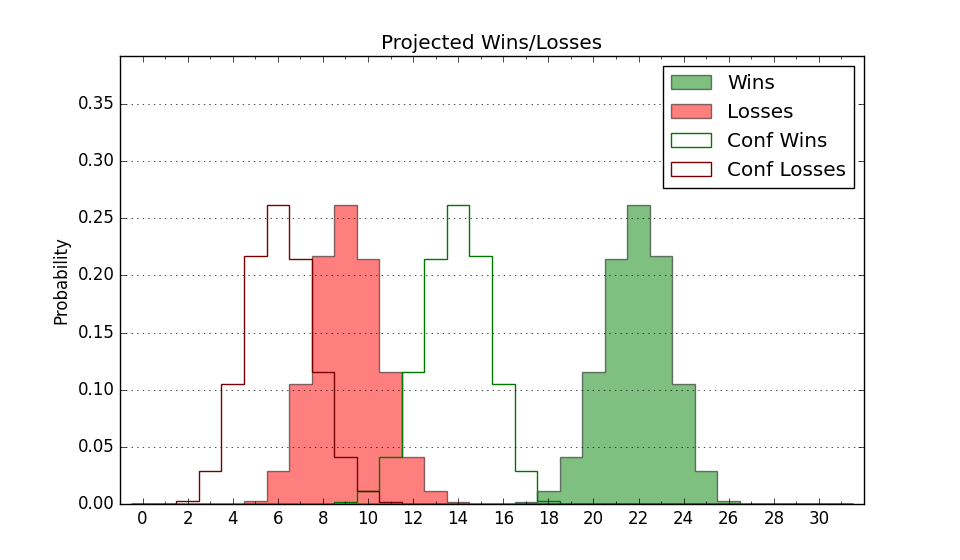 Projected Wins/Losses
Wins
Losses
Conf Wins
Conf Losses
Probability
0.35
0.30
0.25
0.20
0.15
0.10
0.05
0.00
0 2 4 6 8 10 12 14 16 18 20 22 24 26 28 30